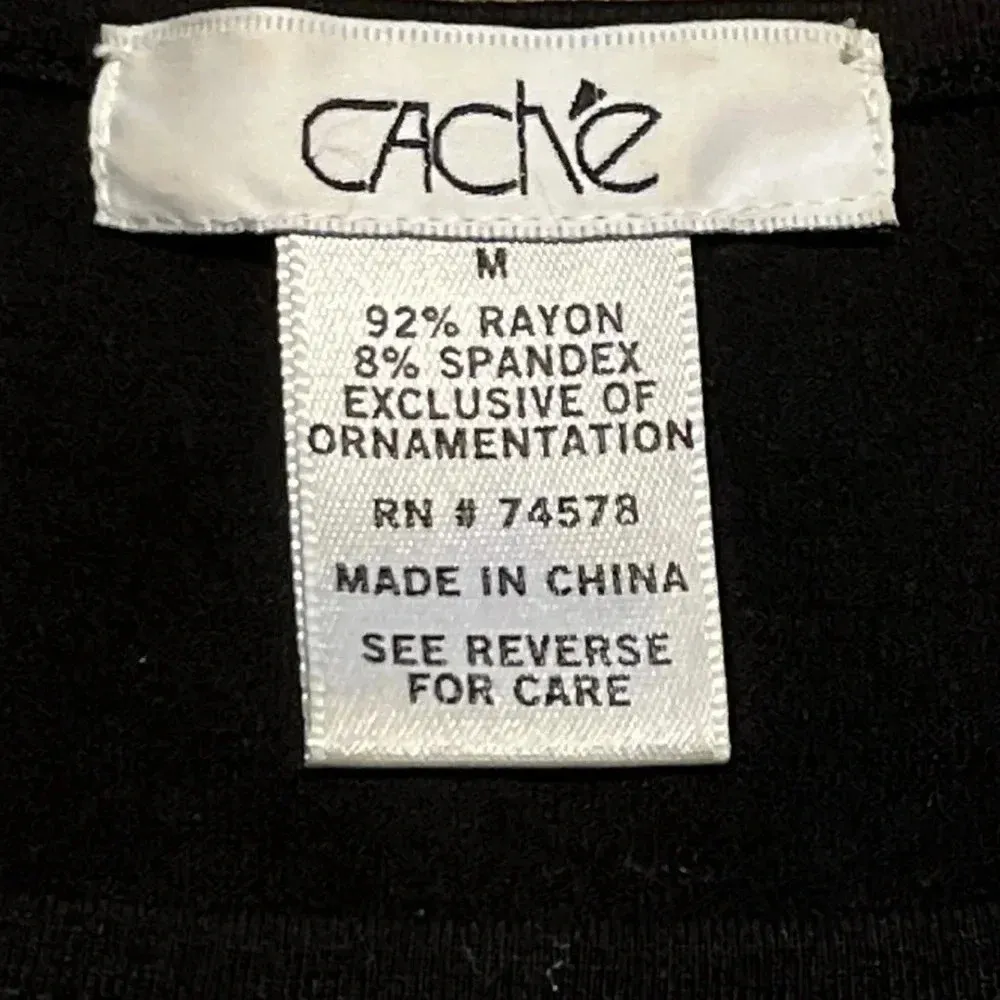 CAChé
M
92% RAYON
8% SPANDEX
EXCLUSIVE OF
ORNAMENTATION
RN # 74578
MADE IN CHINA
SEE REVERSE
FOR CARE